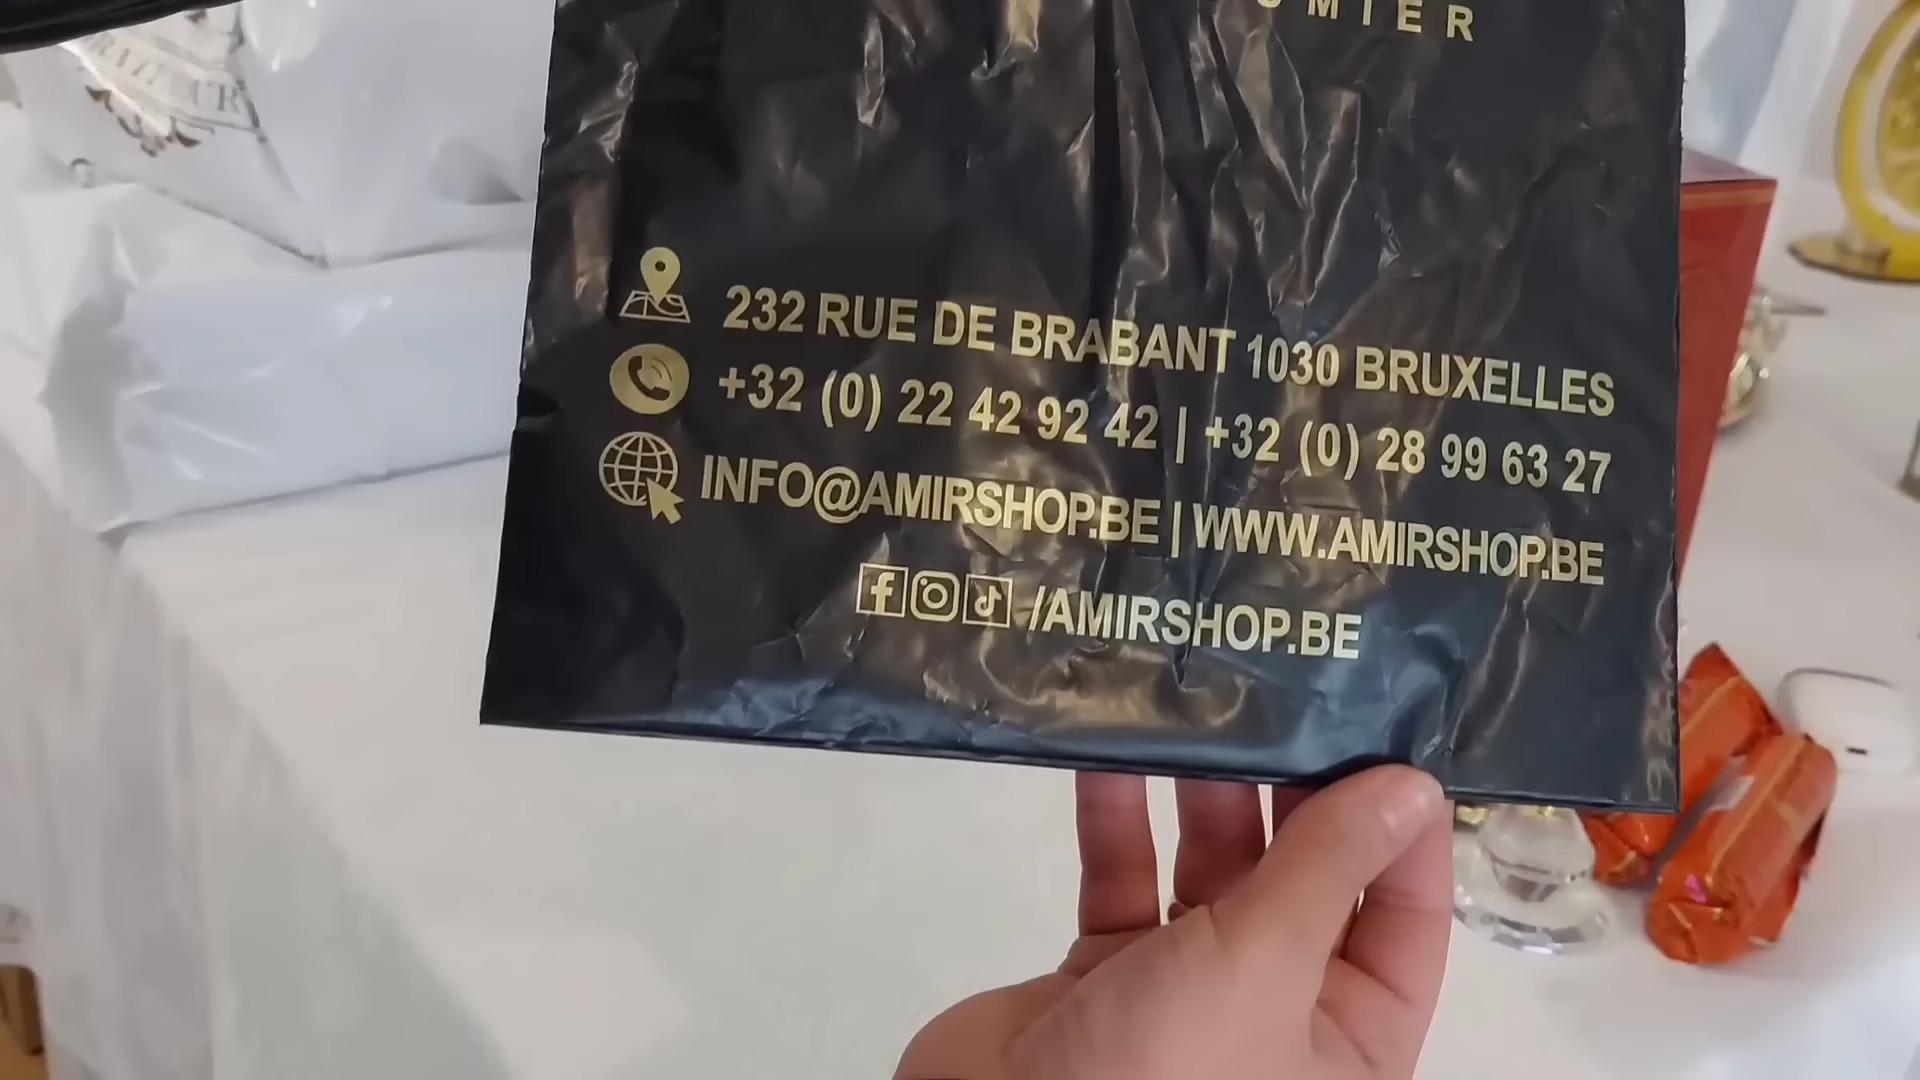 UMIER
232 RUE DE BRABANT 1030 BRUXELLES
+32 (0) 22 42 92 42 | +32 (0) 28 99 63 27
INFO@AMIRSHOP.BE | WWW.AMIRSHOP.BE
/AMIRSHOP.BE